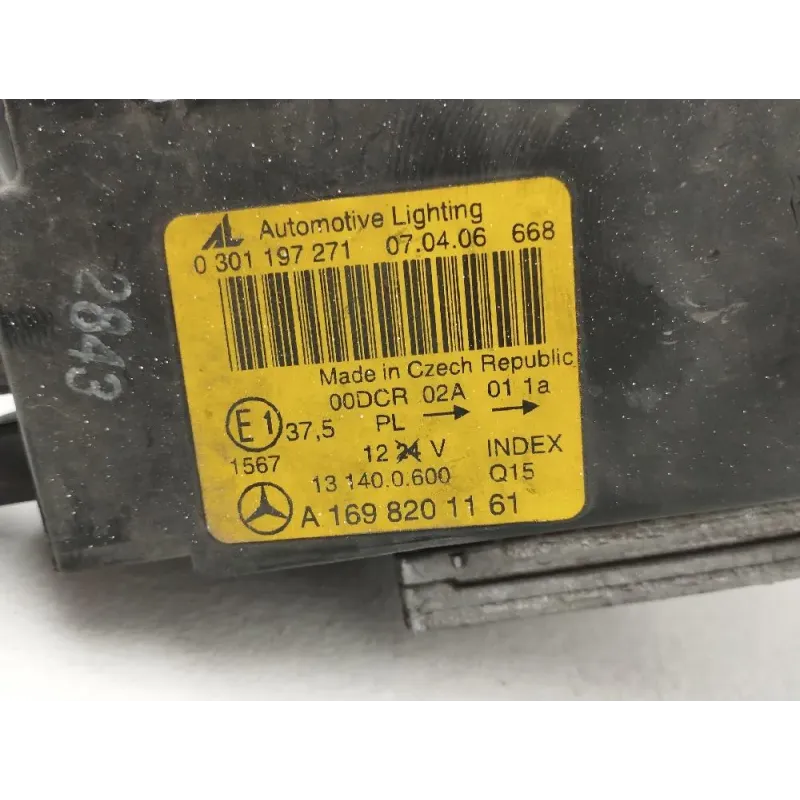 AL Automotive Lighting
0 301 197 271 07.04.06 668
Made in Czech Republic
00DCR 02A 01 1a
E1 37,5 PL → →
1567 12 24 V INDEX
13 140.0.600 Q15
A 169 820 11 61
2843